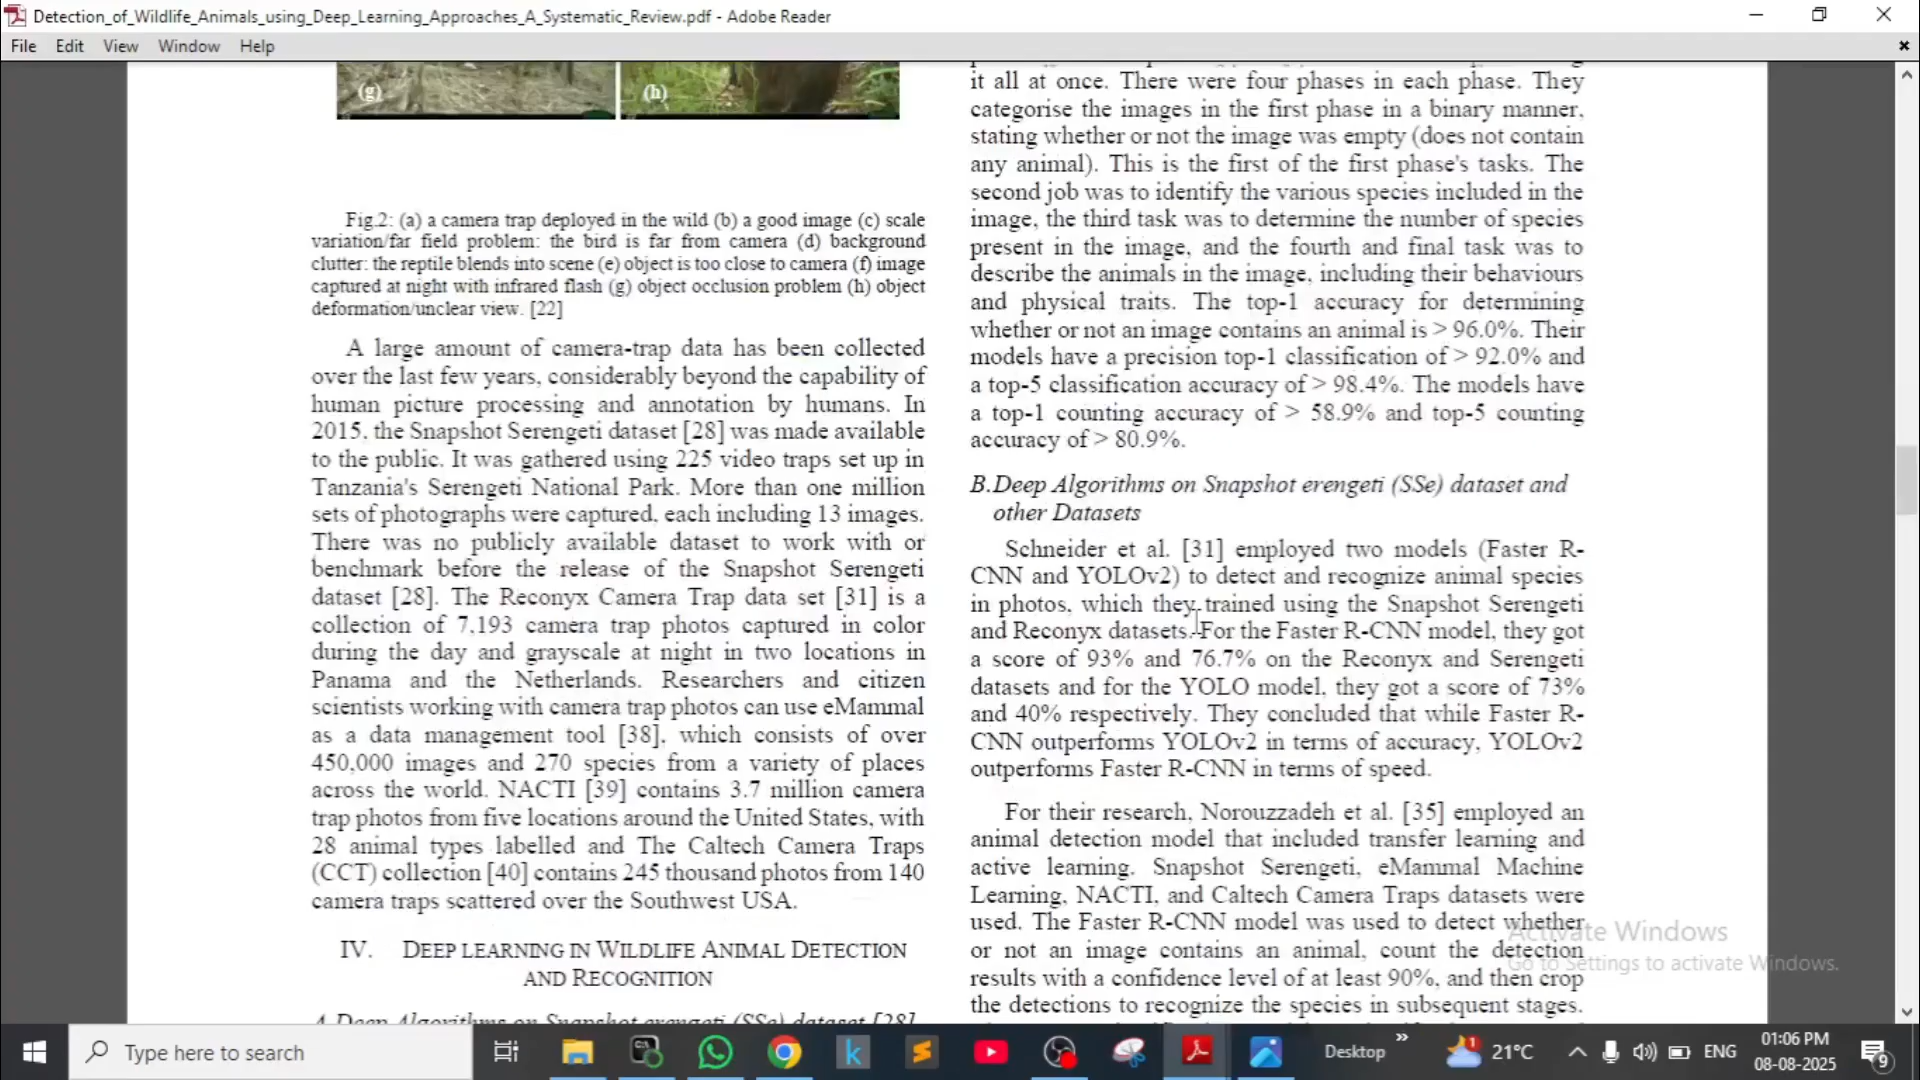 Detection_of_Wildlife_Animals_using_Deep_Learning_Approaches_A_Systematic_Review.pdf - Adobe Reader
File Edit View Window Help
(g) (h)
Fig.2: (a) a camera trap deployed in the wild (b) a good image (c) scale
variation/far field problem: the bird is far from camera (d) background
clutter: the reptile blends into scene (e) object is too close to camera (f) image
captured at night with infrared flash (g) object occlusion problem (h) object
deformation/unclear view. [22]
A large amount of camera-trap data has been collected
over the last few years, considerably beyond the capability of
human picture processing and annotation by humans. In
2015, the Snapshot Serengeti dataset [28] was made available
to the public. It was gathered using 225 video traps set up in
Tanzania's Serengeti National Park. More than one million
sets of photographs were captured, each including 13 images.
There was no publicly available dataset to work with or
benchmark before the release of the Snapshot Serengeti
dataset [28]. The Reconyx Camera Trap data set [31] is a
collection of 7,193 camera trap photos captured in color
during the day and grayscale at night in two locations in
Panama and the Netherlands. Researchers and citizen
scientists working with camera trap photos can use eMammal
as a data management tool [38], which consists of over
450,000 images and 270 species from a variety of places
across the world. NACTI [39] contains 3.7 million camera
trap photos from five locations around the United States, with
28 animal types labelled and The Caltech Camera Traps
(CCT) collection [40] contains 245 thousand photos from 140
camera traps scattered over the Southwest USA.
IV. DEEP LEARNING IN WILDLIFE ANIMAL DETECTION
AND RECOGNITION
A.Deep Algorithms on Snapshot erengeti (SSe) dataset [28]
it all at once. There were four phases in each phase. They
categorise the images in the first phase in a binary manner,
stating whether or not the image was empty (does not contain
any animal). This is the first of the first phase's tasks. The
second job was to identify the various species included in the
image, the third task was to determine the number of species
present in the image, and the fourth and final task was to
describe the animals in the image, including their behaviours
and physical traits. The top-1 accuracy for determining
whether or not an image contains an animal is > 96.0%. Their
models have a precision top-1 classification of > 92.0% and
a top-5 classification accuracy of > 98.4%. The models have
a top-1 counting accuracy of > 58.9% and top-5 counting
accuracy of > 80.9%.
B.Deep Algorithms on Snapshot erengeti (SSe) dataset and
other Datasets
Schneider et al. [31] employed two models (Faster R-
CNN and YOLOv2) to detect and recognize animal species
in photos, which they trained using the Snapshot Serengeti
and Reconyx datasets. For the Faster R-CNN model, they got
a score of 93% and 76.7% on the Reconyx and Serengeti
datasets and for the YOLO model, they got a score of 73%
and 40% respectively. They concluded that while Faster R-
CNN outperforms YOLOv2 in terms of accuracy, YOLOv2
outperforms Faster R-CNN in terms of speed.
For their research, Norouzzadeh et al. [35] employed an
animal detection model that included transfer learning and
active learning. Snapshot Serengeti, eMammal Machine
Learning, NACTI, and Caltech Camera Traps datasets were
used. The Faster R-CNN model was used to detect whether
or not an image contains an animal, count the detection
results with a confidence level of at least 90%, and then crop
the detections to recognize the species in subsequent stages.
Activate Windows
Go to Settings to activate Windows.
Type here to search
Desktop
21°C
ENG
01:06 PM
08-08-2025
9